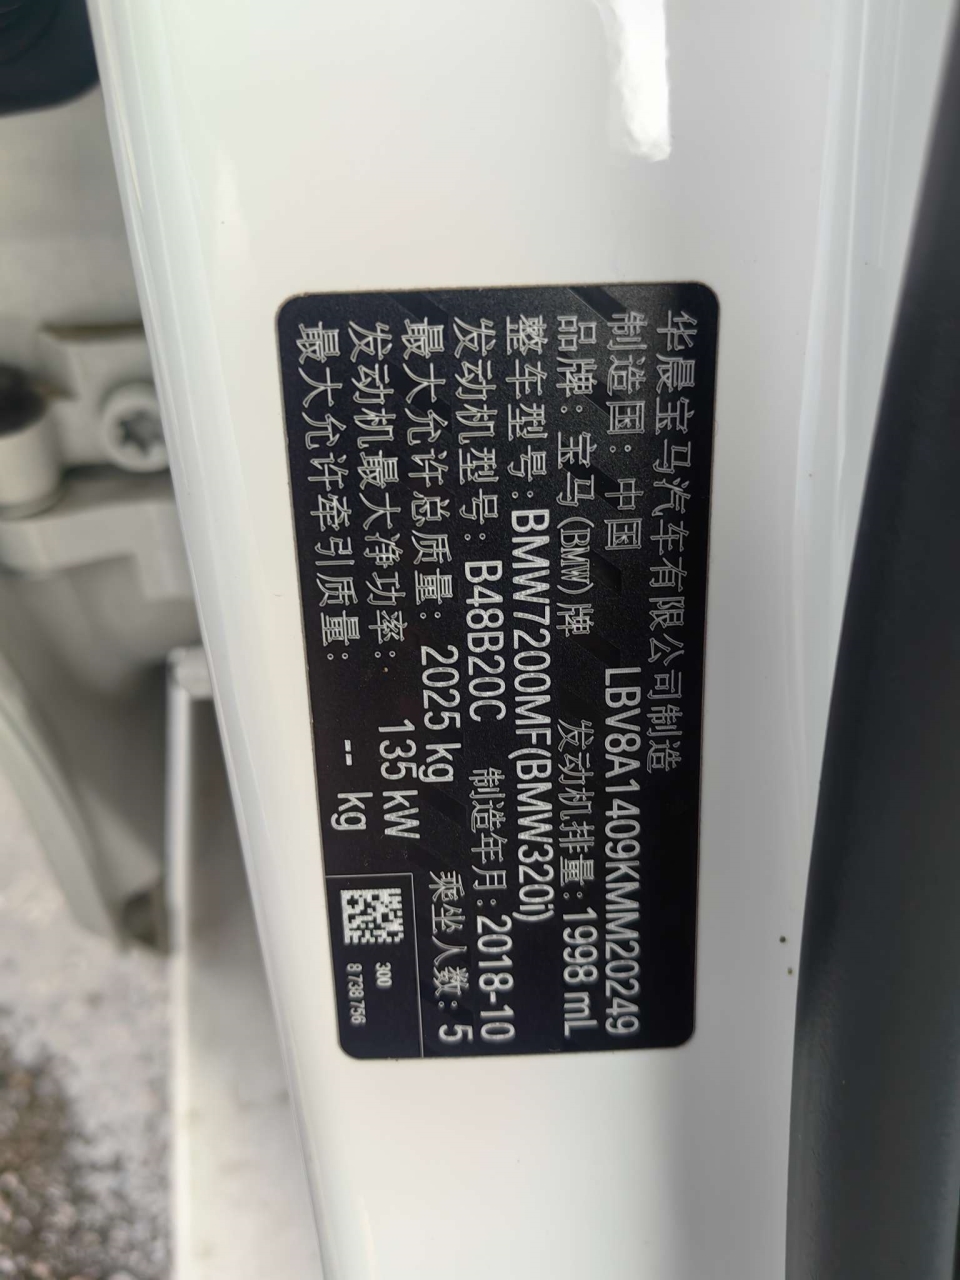 华晨宝马汽车有限公司制造
制造国: 中国 LBV8A1409KMM20249
品牌: 宝马(BMW)牌 发动机排量: 1998 mL
整车型号: BMW7200MF(BMW320i)
发动机型号: B48B20C 制造年月: 2018-10
最大允许总质量: 2025 kg 乘坐人数: 5
发动机最大净功率: 135 kW
最大允许牵引质量: -- kg
300
8 738 756